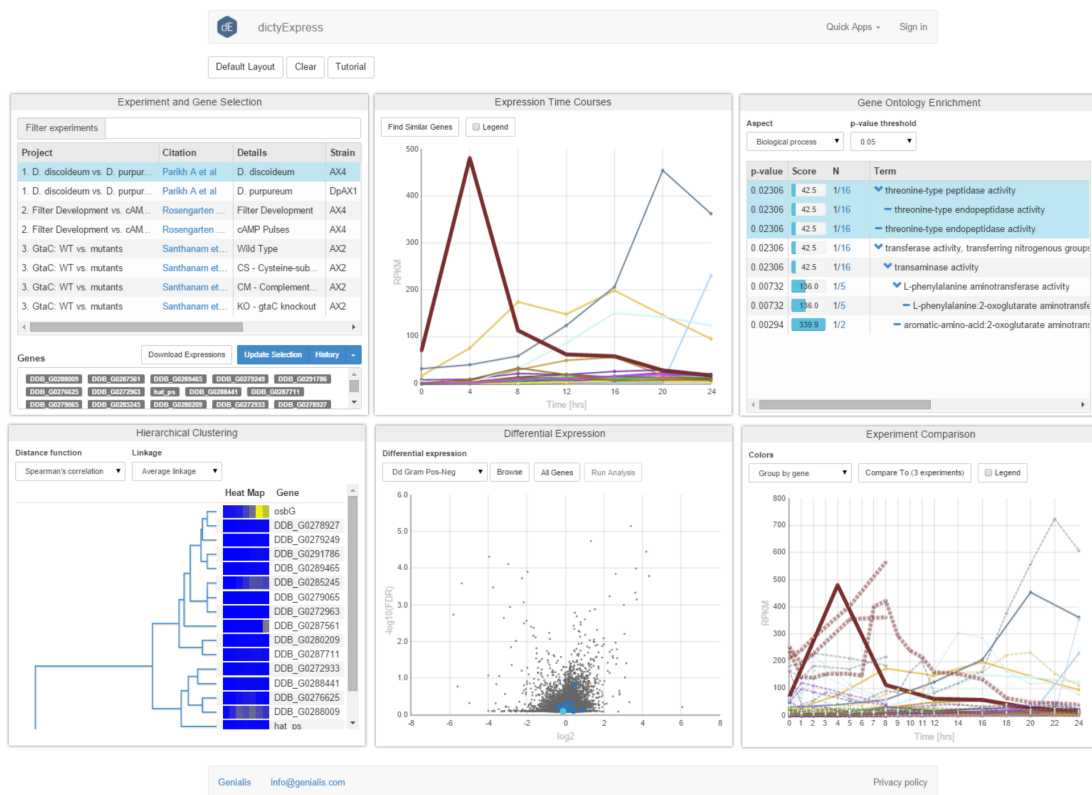 dE dictyExpress Quick Apps Sign in
Default Layout Clear Tutorial
Experiment and Gene Selection
Filter experiments
Project Citation Details Strain
1. D. discoideum vs. D. purpur... Parikh A et al D. discoideum AX4
1. D. discoideum vs. D. purpur... Parikh A et al D. purpureum DpAX1
2. Filter Development vs. cAM... Rosengarten ... Filter Development AX4
2. Filter Development vs. cAM... Rosengarten ... cAMP Pulses AX4
3. GtaC: WT vs. mutants Santhanam et... Wild Type AX2
3. GtaC: WT vs. mutants Santhanam et... CS - Cysteine-sub... AX2
3. GtaC: WT vs. mutants Santhanam et... CM - Complement... AX2
3. GtaC: WT vs. mutants Santhanam et... KO - gtaC knockout AX2
Genes Download Expressions Update Selection History
DDB_G0288009 DDB_G0287561 DDB_G0289465 DDB_G0279249 DDB_G0291786
DDB_G0276625 DDB_G0272963 hat_ps DDB_G0288441 DDB_G0287711
DDB_G0279065 DDB_G0285245 DDB_G0280209 DDB_G0272933 DDB_G0278927
Expression Time Courses
Find Similar Genes Legend
500
400
300
200
100
0
RPKM
0 4 8 12 16 20 24
Time [hrs]
Gene Ontology Enrichment
Aspect p-value threshold
Biological process 0.05
p-value Score N Term
0.02306 42.5 1/16 threonine-type peptidase activity
0.02306 42.5 1/16 threonine-type endopeptidase activity
0.02306 42.5 1/16 threonine-type endopeptidase activity
0.02306 42.5 1/16 transferase activity, transferring nitrogenous groups
0.02306 42.5 1/16 transaminase activity
0.00732 136.0 1/5 L-phenylalanine aminotransferase activity
0.00732 136.0 1/5 L-phenylalanine:2-oxoglutarate aminotransfe
0.00294 339.9 1/2 aromatic-amino-acid:2-oxoglutarate aminotrans
Hierarchical Clustering
Distance function Linkage
Spearman's correlation Average linkage
Heat Map Gene
osbG
DDB_G0278927
DDB_G0279249
DDB_G0291786
DDB_G0289465
DDB_G0285245
DDB_G0279065
DDB_G0272963
DDB_G0287561
DDB_G0280209
DDB_G0287711
DDB_G0272933
DDB_G0288441
DDB_G0276625
DDB_G0288009
hat_ps
Differential Expression
Differential expression
Dd Gram Pos-Neg Browse All Genes Run Analysis
6.0
5.0
4.0
3.0
2.0
1.0
0.0
-log10(FDR)
-8 -6 -4 -2 0 2 4 6 8
log2
Experiment Comparison
Colors
Group by gene Compare To (3 experiments) Legend
800
700
600
500
400
300
200
100
0
RPKM
0 1 2 3 4 5 6 7 8 9 10 11 12 14 16 18 20 22 24
Time [hrs]
Genialis info@genialis.com Privacy policy